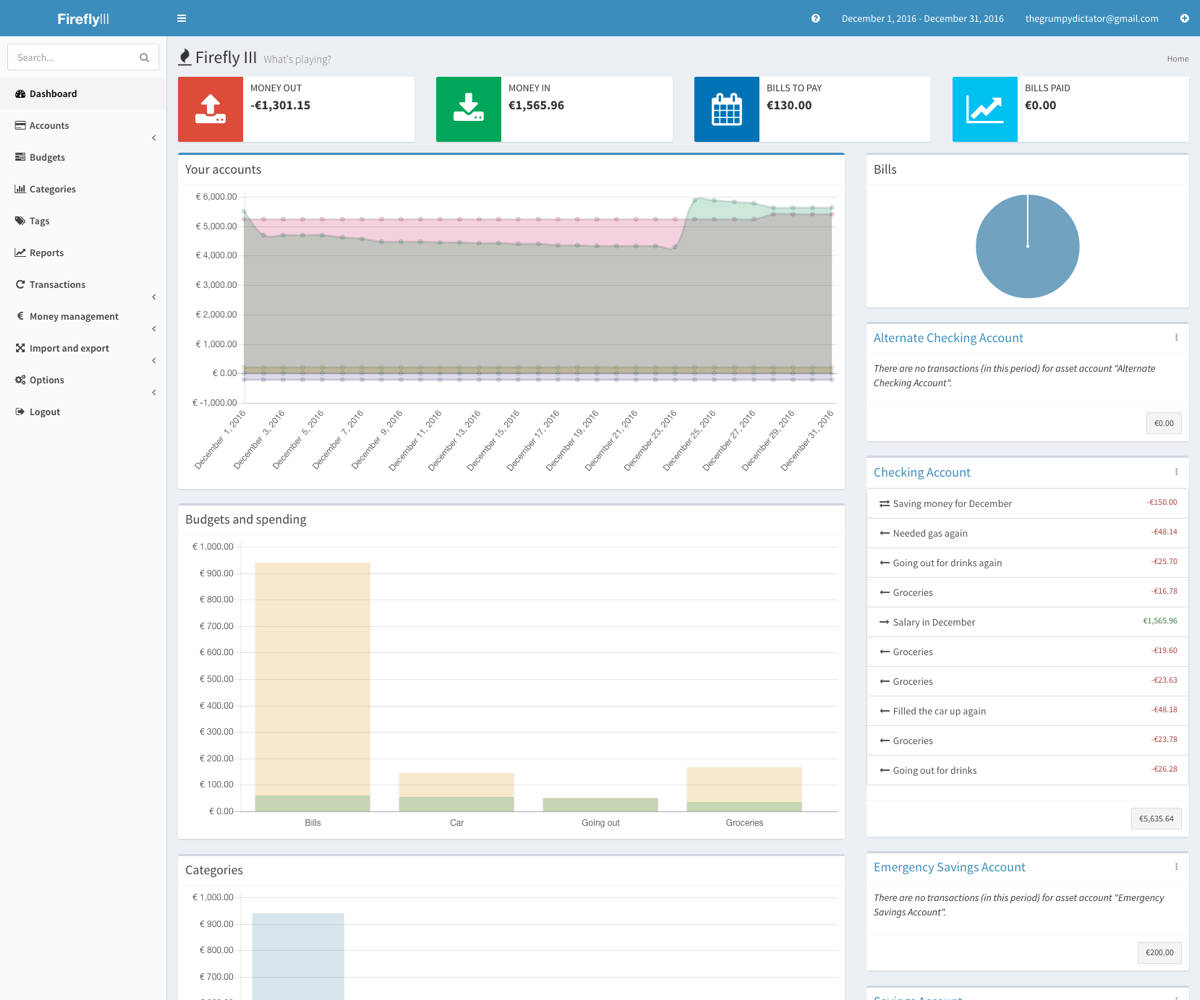 FireflyIII
December 1, 2016 - December 31, 2016
thegrumpydictator@gmail.com
Search...
Dashboard
Accounts
Budgets
Categories
Tags
Reports
Transactions
€ Money management
Import and export
Options
Logout
Firefly III What's playing?
Home
MONEY OUT
-€1,301.15
MONEY IN
€1,565.96
BILLS TO PAY
€130.00
BILLS PAID
€0.00
Your accounts
€ 6,000.00
€ 5,000.00
€ 4,000.00
€ 3,000.00
€ 2,000.00
€ 1,000.00
€ 0.00
€ -1,000.00
December 1, 2016
December 3, 2016
December 5, 2016
December 7, 2016
December 9, 2016
December 11, 2016
December 13, 2016
December 15, 2016
December 17, 2016
December 19, 2016
December 21, 2016
December 23, 2016
December 25, 2016
December 27, 2016
December 29, 2016
December 31, 2016
Budgets and spending
€ 1,000.00
€ 900.00
€ 800.00
€ 700.00
€ 600.00
€ 500.00
€ 400.00
€ 300.00
€ 200.00
€ 100.00
€ 0.00
Bills
Car
Going out
Groceries
Categories
€ 1,000.00
€ 900.00
€ 800.00
€ 700.00
Bills
Alternate Checking Account
There are no transactions (in this period) for asset account "Alternate
Checking Account".
€0.00
Checking Account
Saving money for December -€150.00
Needed gas again -€48.14
Going out for drinks again -€25.70
Groceries -€16.78
Salary in December €1,565.96
Groceries -€19.60
Groceries -€23.63
Filled the car up again -€48.18
Groceries -€23.78
Going out for drinks -€26.28
€5,635.64
Emergency Savings Account
There are no transactions (in this period) for asset account "Emergency
Savings Account".
€200.00